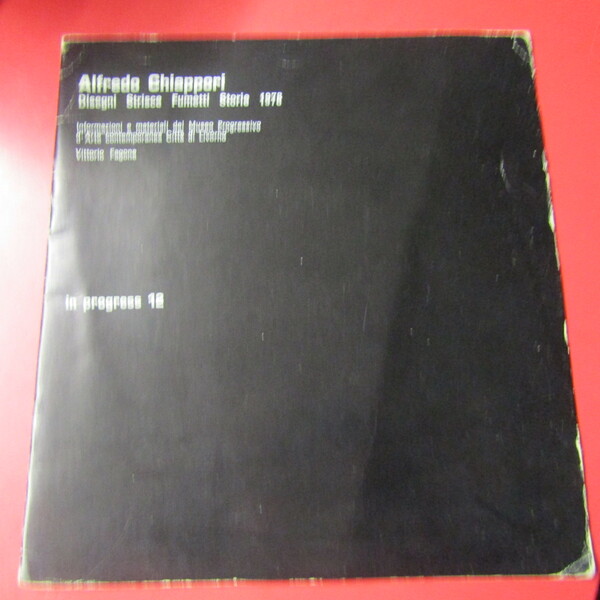 Alfredo Chiappori
Disegni Strisce Fumetti Storie 1976
Informazioni e materiali del Museo Progressivo
d'Arte contemporanea Città di Livorno
Vittorio Fagone
in progress 12